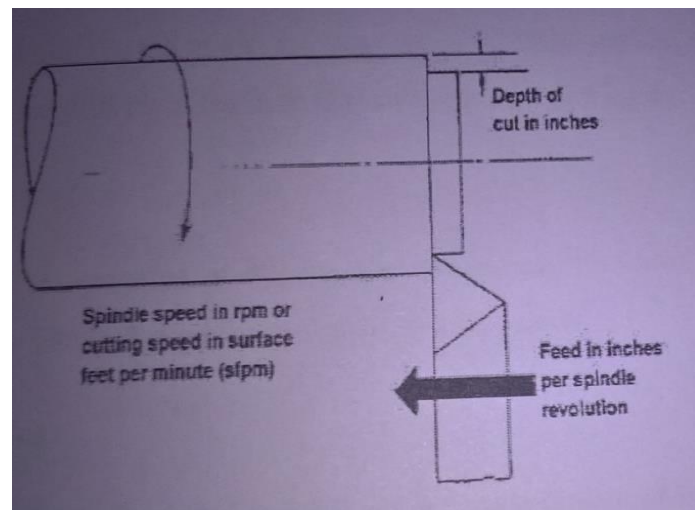 Depth of
cut in inches
Spindle speed in rpm or
cutting speed in surface
feet per minute (sfpm)
Feed in inches
per spindle
revolution